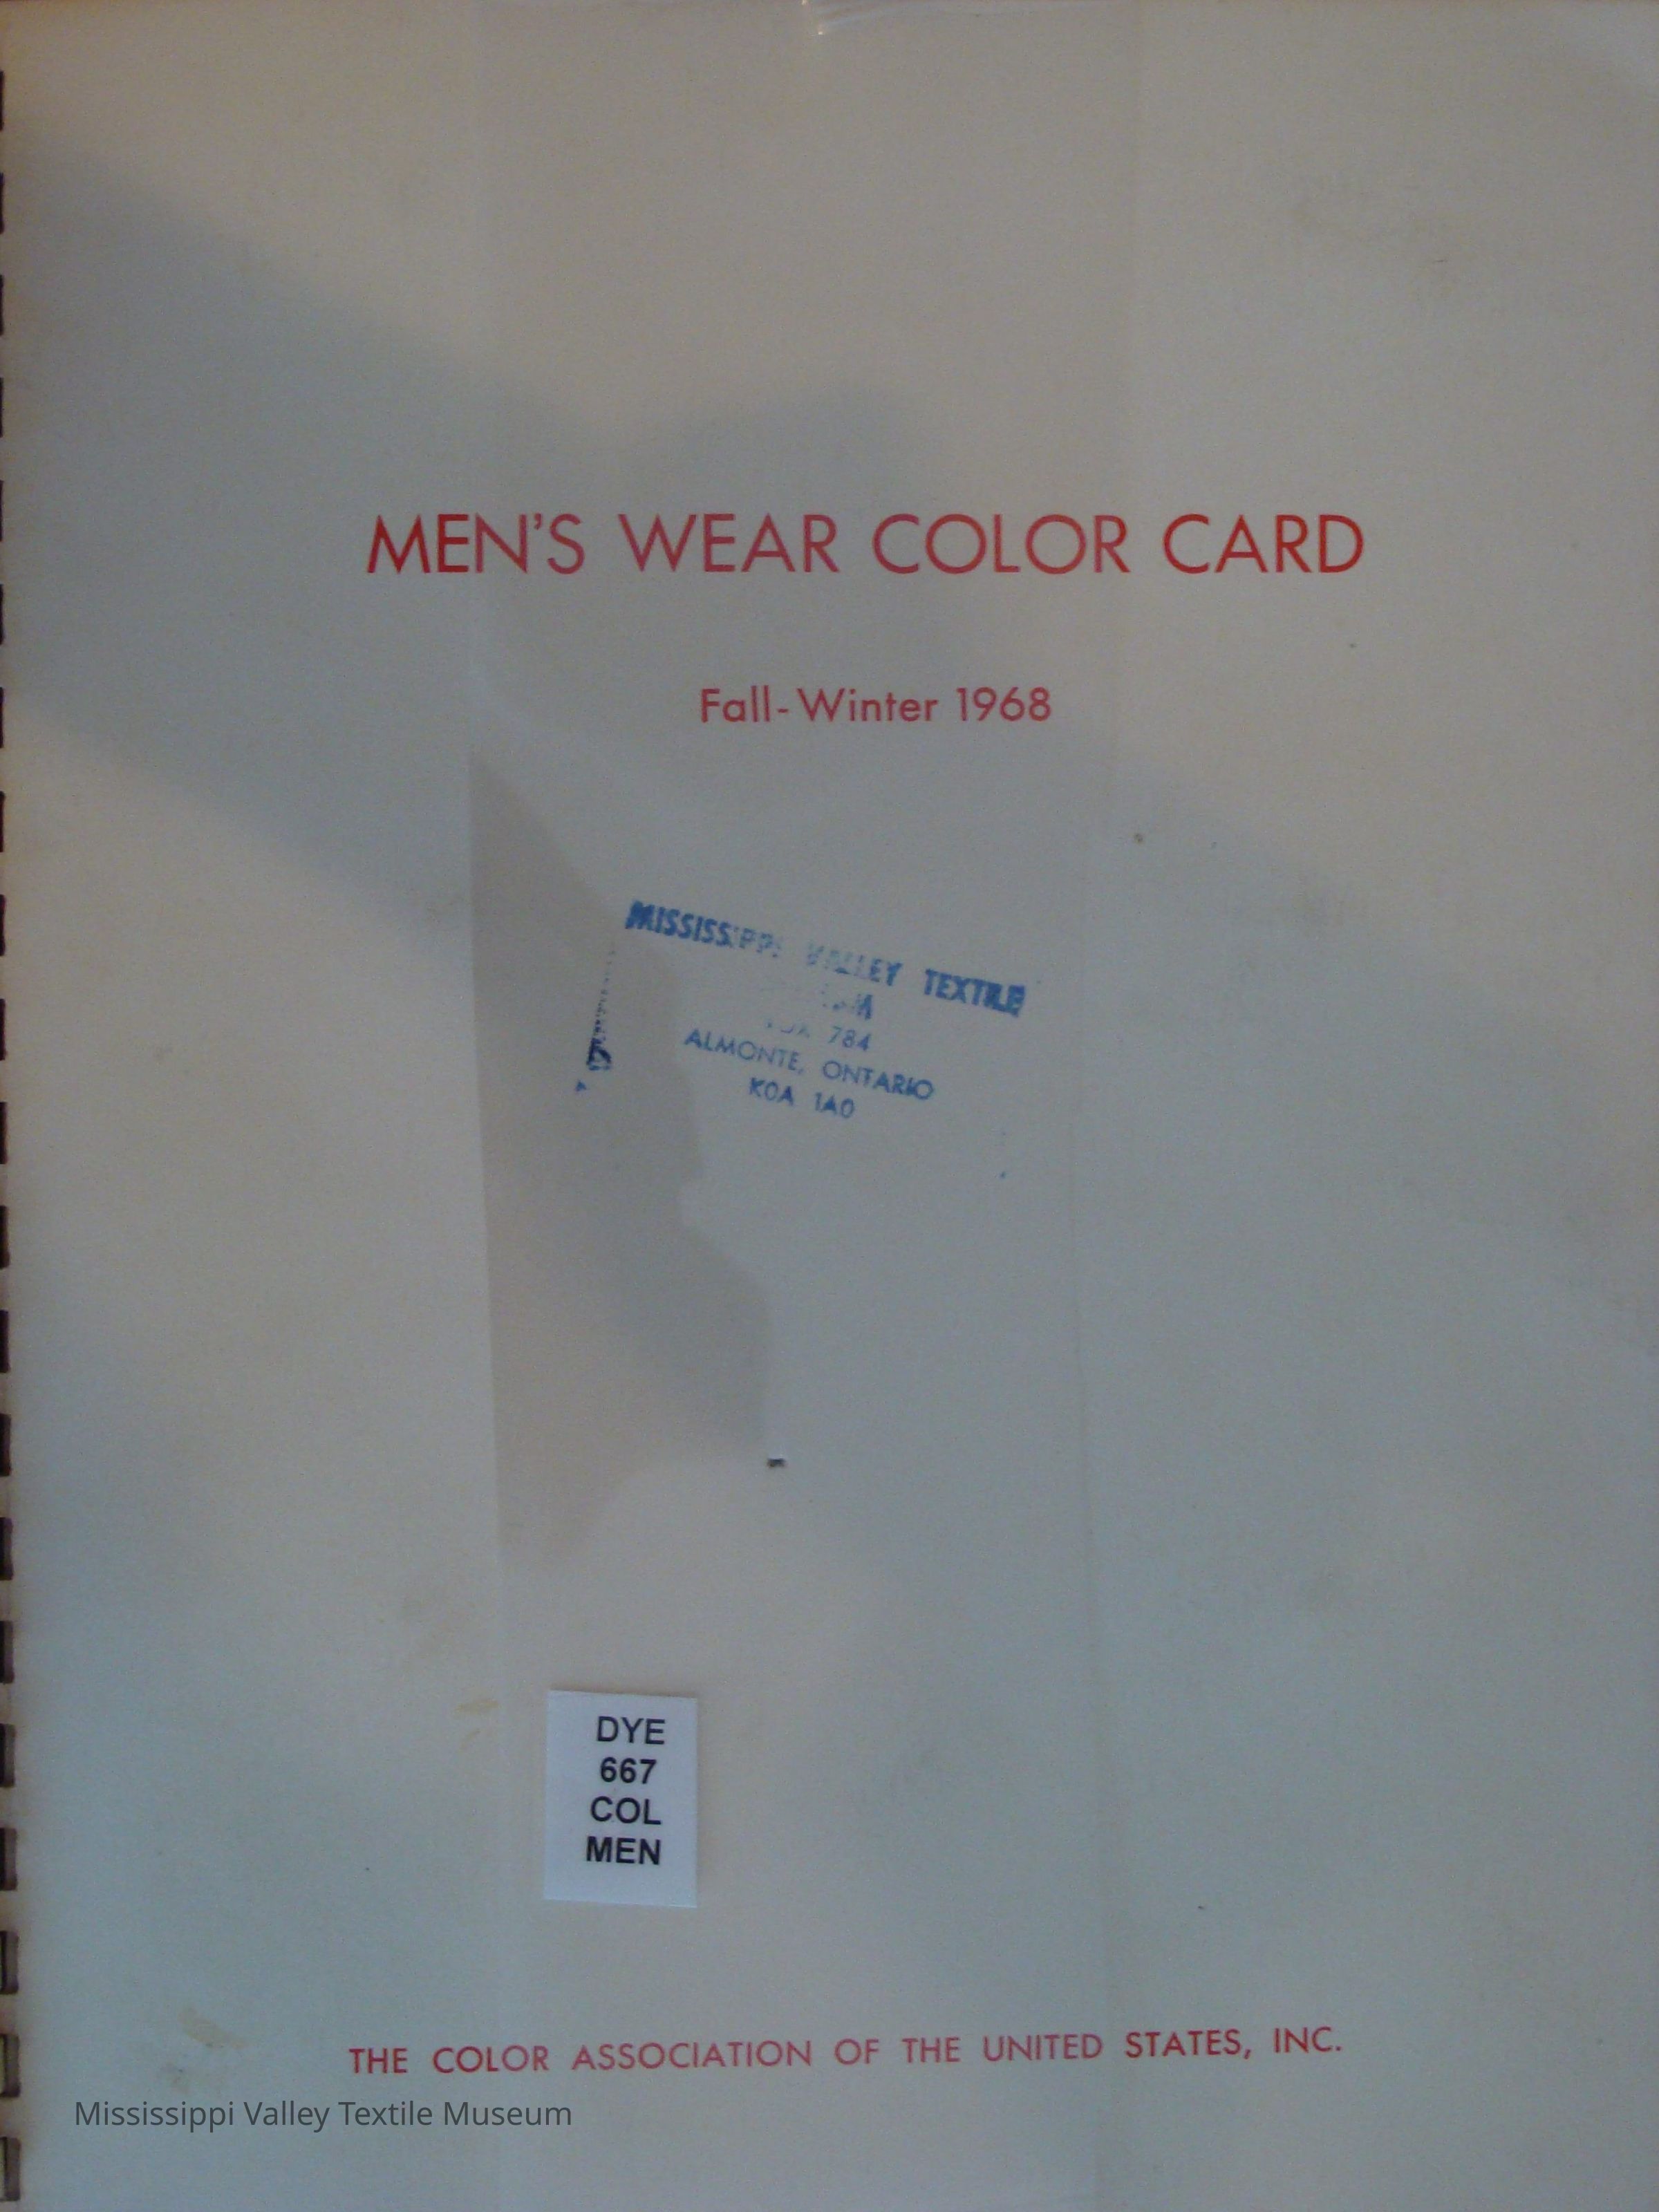 MEN'S WEAR COLOR CARD
Fall-Winter 1968
MISSISSIPPI VALLEY TEXTILE
784
ALMONTE, ONTARIO
K0A 1A0
DYE
667
COL
MEN
THE COLOR ASSOCIATION OF THE UNITED STATES, INC.
Mississippi Valley Textile Museum